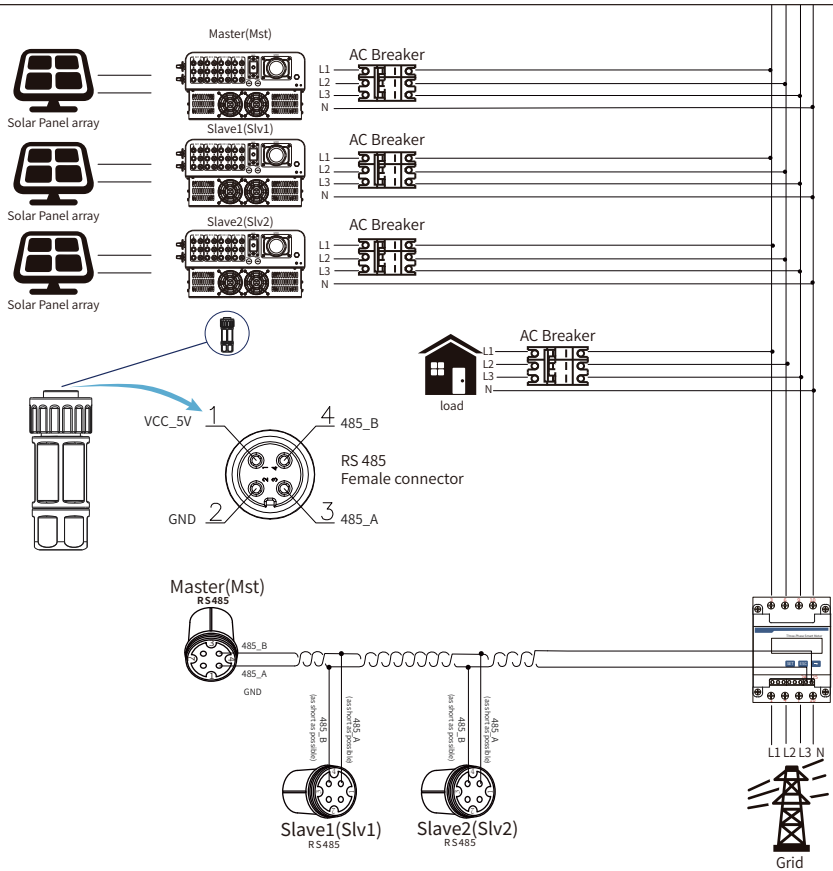 Master(Mst)
AC Breaker
L1
L2
L3
N
Solar Panel array
Slave1(Slv1)
AC Breaker
L1
L2
L3
N
Solar Panel array
Slave2(Slv2)
AC Breaker
L1
L2
L3
N
Solar Panel array
AC Breaker
L1
L2
L3
N
load
VCC_5V
1
4
485_B
RS 485
Female connector
GND
2
3
485_A
1
4
2
3
Master(Mst)
RS485
485_B
485_A
GND
485_B
(as short as possible)
485_A
(as short as possible)
485_B
(as short as possible)
485_A
(as short as possible)
Slave1(Slv1)
RS485
Slave2(Slv2)
RS485
L1 L2 L3 N
Grid